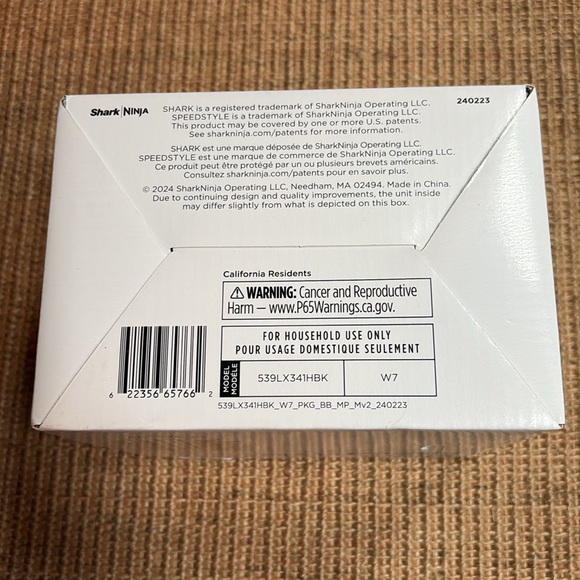 Shark | NINJA
SHARK is a registered trademark of SharkNinja Operating LLC.
SPEEDSTYLE is a trademark of SharkNinja Operating LLC.
This product may be covered by one or more U.S. patents.
See sharkninja.com/patents for more information.
240223
SHARK est une marque déposée de SharkNinja Operating LLC.
SPEEDSTYLE est une marque de commerce de SharkNinja Operating LLC.
Ce produit peut être protégé par un ou plusieurs brevets américains.
Consultez sharkninja.com/patents pour en savoir plus.
© 2024 SharkNinja Operating LLC, Needham, MA 02494. Made in China.
Due to continuing design and quality improvements, the unit inside
may differ slightly from what is depicted on this box.
California Residents
⚠ WARNING: Cancer and Reproductive
Harm — www.P65Warnings.ca.gov.
FOR HOUSEHOLD USE ONLY
POUR USAGE DOMESTIQUE SEULEMENT
MODEL
MODÈLE
539LX341HBK
W7
6 22356 65766 2
539LX341HBK_W7_PKG_BB_MP_Mv2_240223